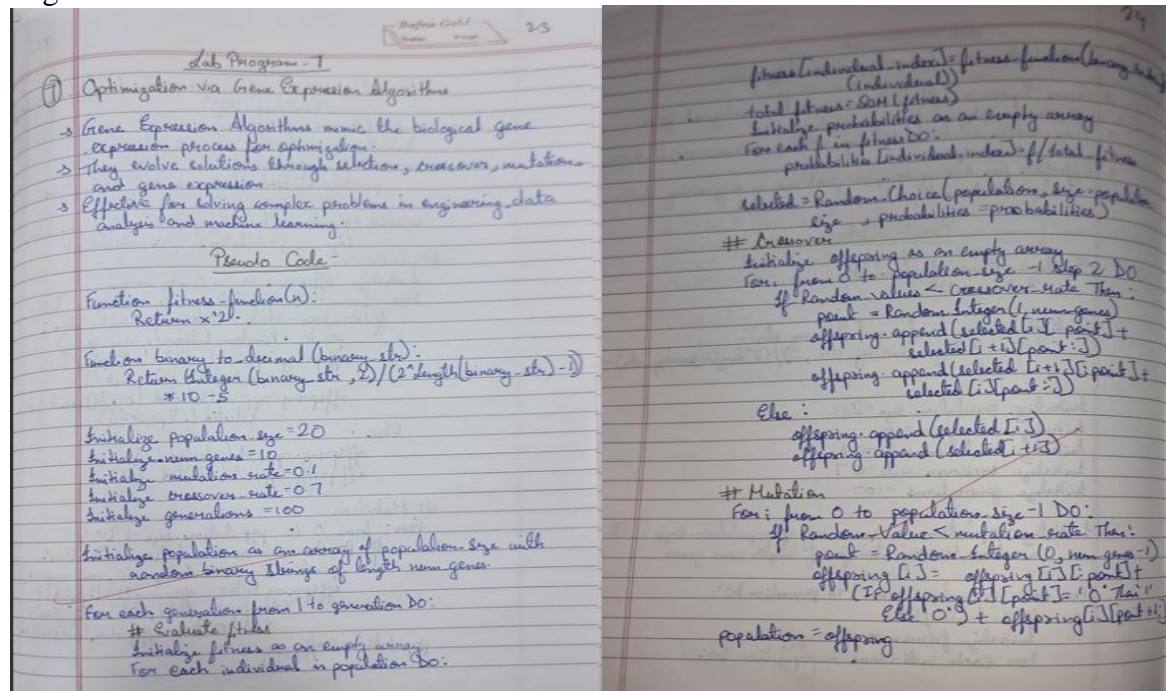 Bafna Gold
23
Lab Program - 7
7 Optimization via Gene Expression Algorithm
→ Gene Expression Algorithms mimic the biological gene
expression process for optimization.
→ They evolve solutions through selection, crossover, mutation
and gene expression.
→ Effective for solving complex problems in engineering, data
analysis and machine learning.
Pseudo Code -
Function fitness-function(x):
Return x^2.
Function binary to decimal (binary str):
Return Integer (binary-str, 2)/(2^length(binary-str) -1))
* 10 - 5
Initialize population size = 20
Initialize num genes = 10
Initialize mutation rate = 0.1
Initialize crossover rate = 0.7
Initialize generations = 100
Initialize population as an array of population size with
random binary strings of length num genes.
For each generation from 1 to generation DO:
# Evaluate fitness
Initialize fitness as an empty array
For each individual in population DO:
24
fitness[individual-index] = fitness-function(
(individual))
total fitness = SUM (fitness)
Initialize probabilities as an empty array
For each f in fitness DO:
probabilities [individual-index] = f/total-fitness
selected = Random.Choice(population, size = population
size, probabilities = probabilities)
# Crossover
Initialize offspring as an empty array
For i from 0 to population-size -1 step 2 DO
If Random values < crossover-rate Then:
point = Random Integer(1, num genes)
offspring.append (selected [i][:point] +
selected [i+1][point:])
offspring.append (selected [i+1][:point] +
selected [i][point:])
Else :
offspring.append (selected [i])
offspring.append (selected[i+1])
# Mutation
For i from 0 to population-size -1 DO:
If Random-Value < mutation rate Then:
point = Random Integer (0, num genes -1)
offspring [i] = offspring [i][:point] +
(If offspring [i][point] = '0' Then '1'
Else '0') + offspring[i][point+1:]
population = offspring